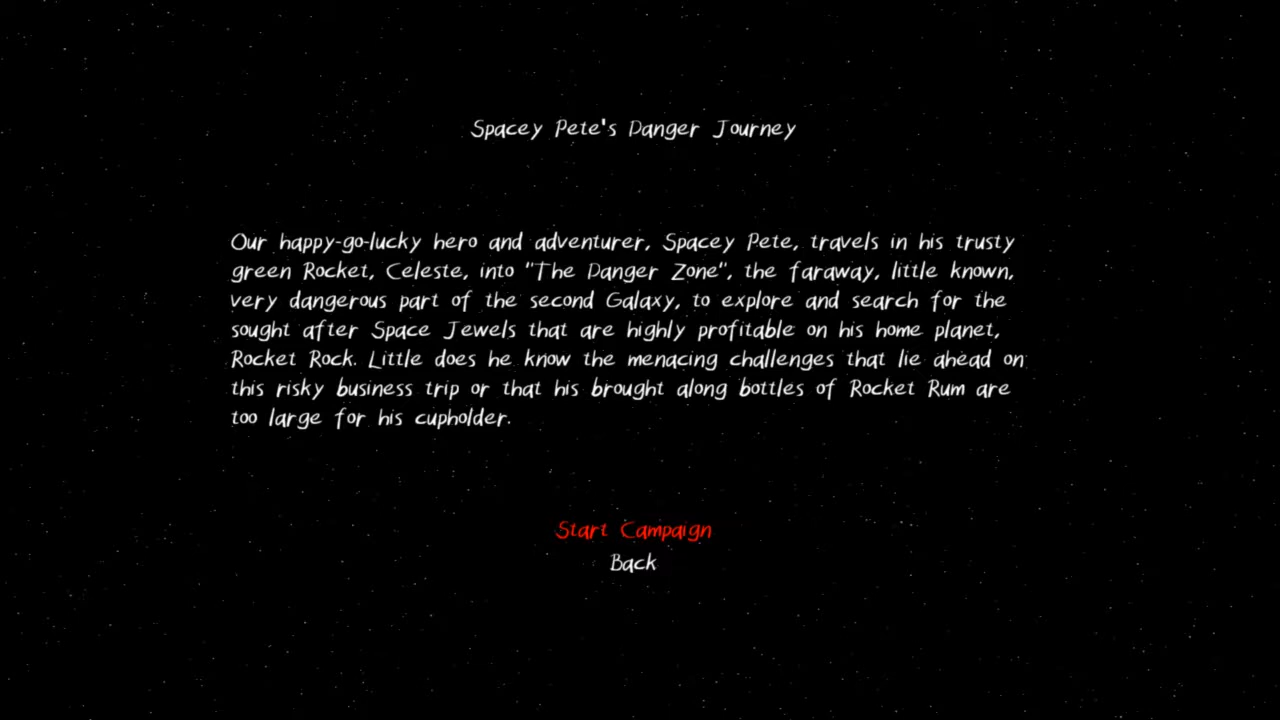 Spacey Pete's Danger Journey
Our happy-go-lucky hero and adventurer, Spacey Pete, travels in his trusty
green Rocket, Celeste, into "The Danger Zone", the faraway, little known,
very dangerous part of the second Galaxy, to explore and search for the
sought after Space Jewels that are highly profitable on his home planet,
Rocket Rock. Little does he know the menacing challenges that lie ahead on
this risky business trip or that his brought along bottles of Rocket Rum are
too large for his cupholder.
Start Campaign
Back